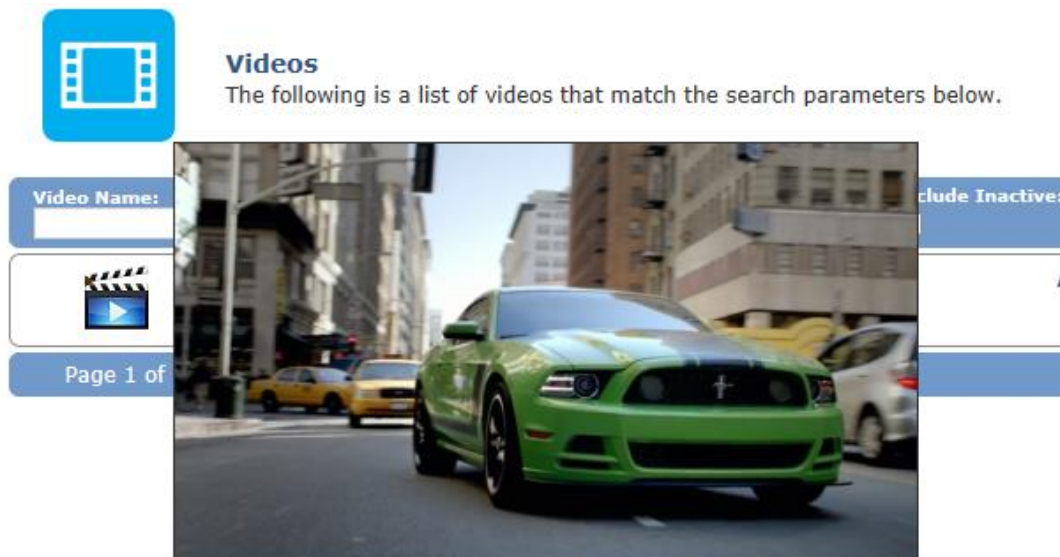 Videos
The following is a list of videos that match the search parameters below.
Video Name:
clude Inactive:
Page 1 of